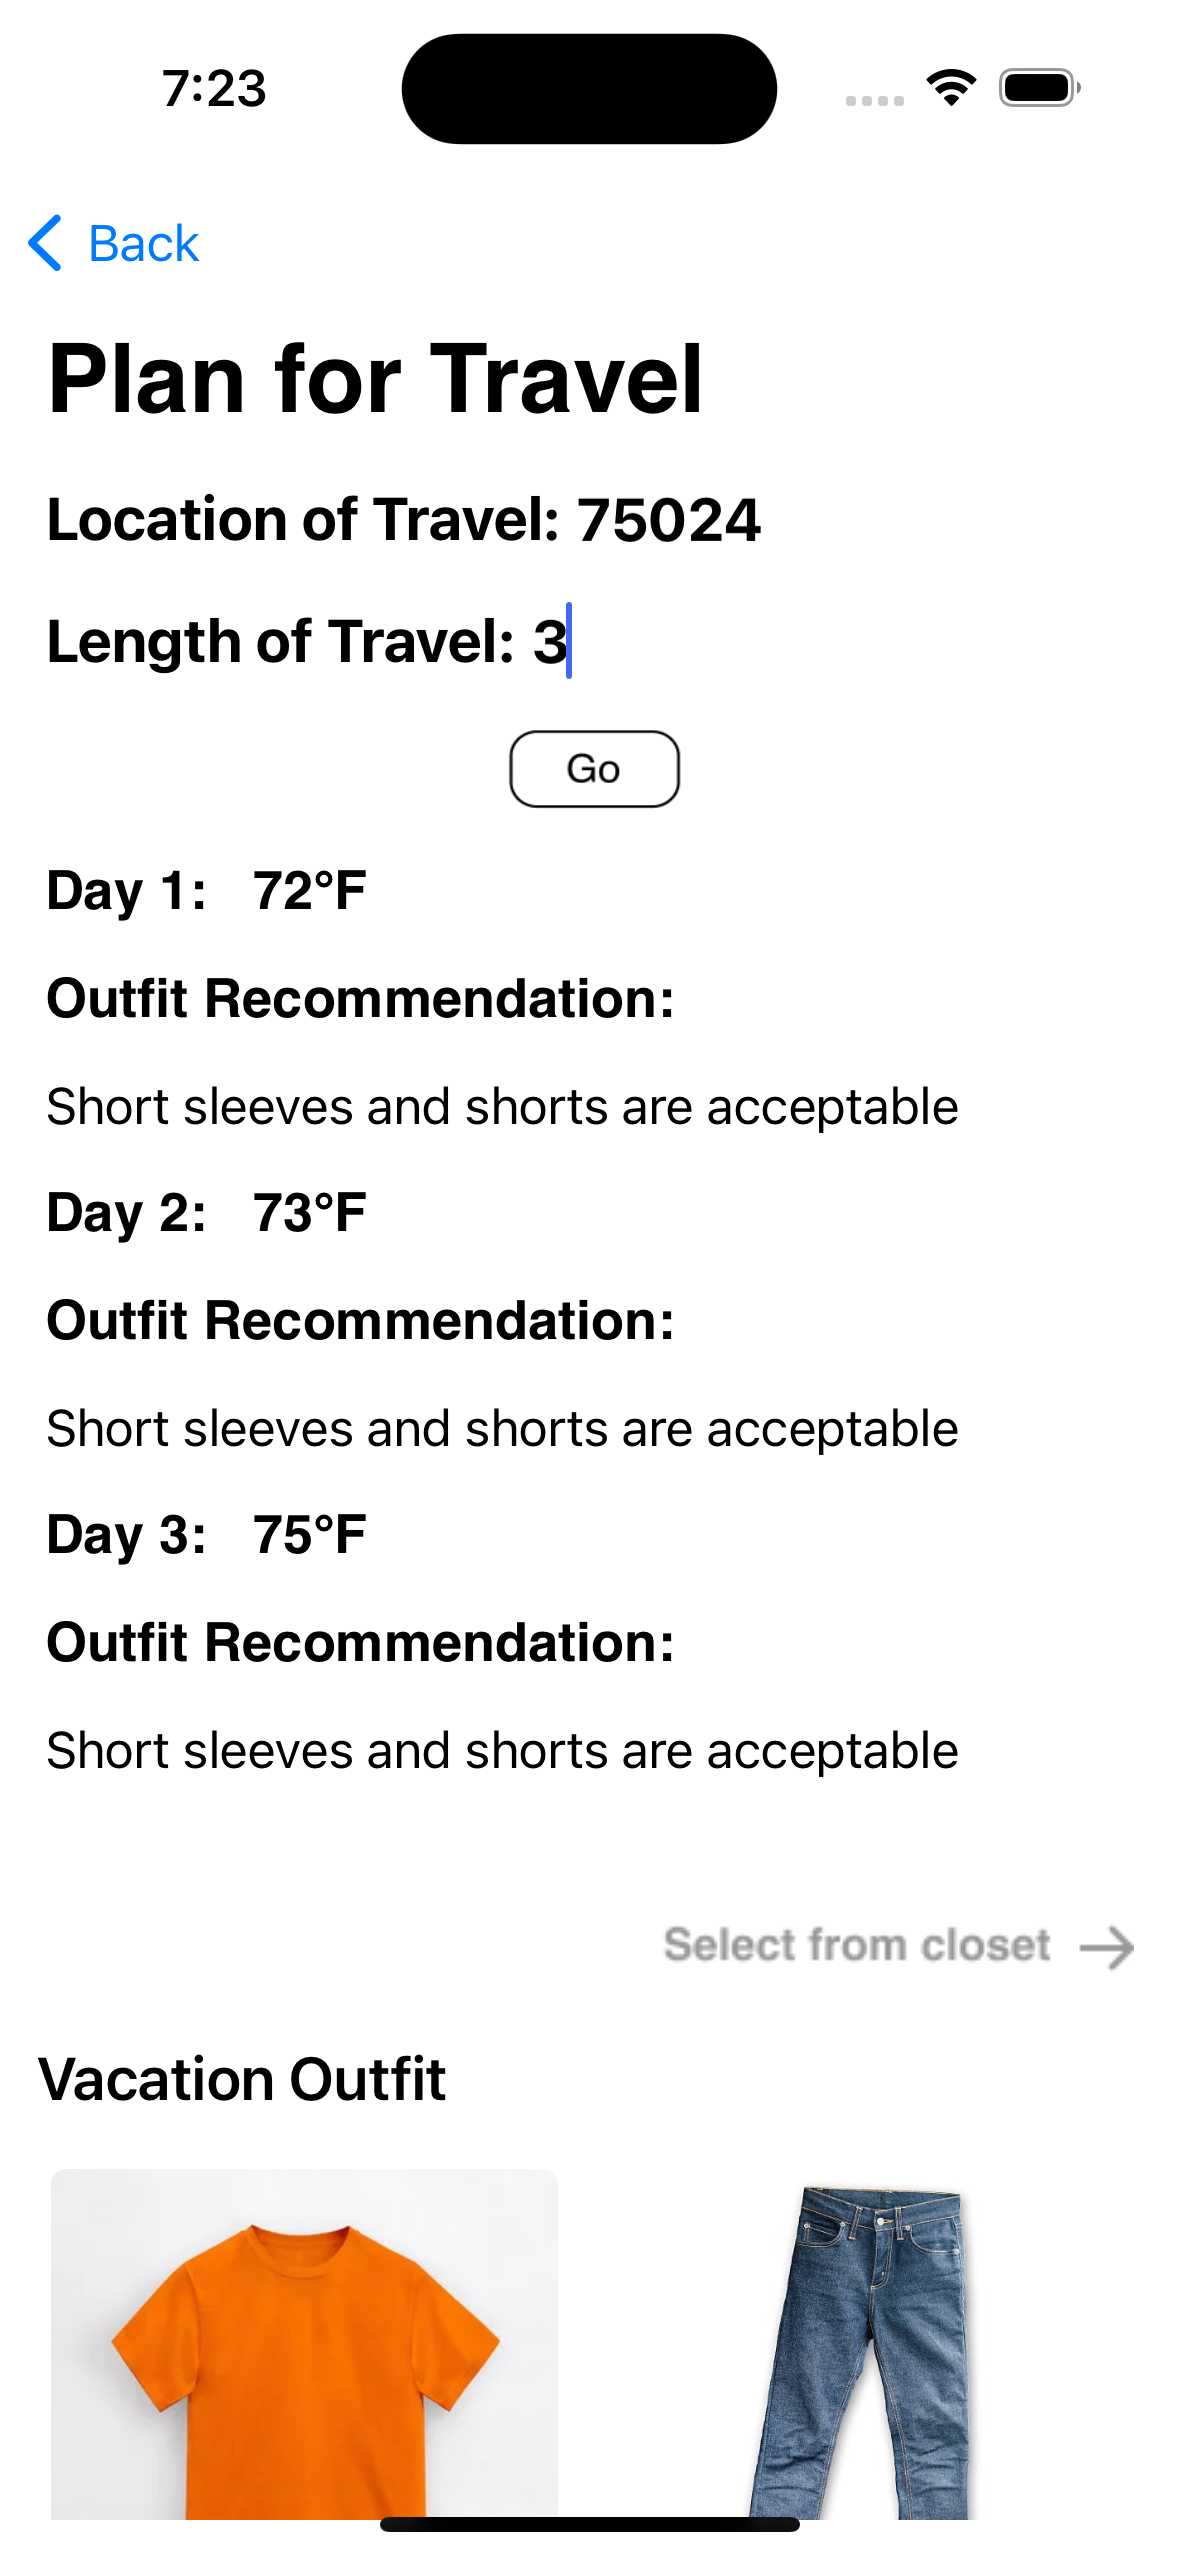 7:23
Back
Plan for Travel
Location of Travel: 75024
Length of Travel: 3
Go
Day 1: 72°F
Outfit Recommendation:
Short sleeves and shorts are acceptable
Day 2: 73°F
Outfit Recommendation:
Short sleeves and shorts are acceptable
Day 3: 75°F
Outfit Recommendation:
Short sleeves and shorts are acceptable
Select from closet →
Vacation Outfit